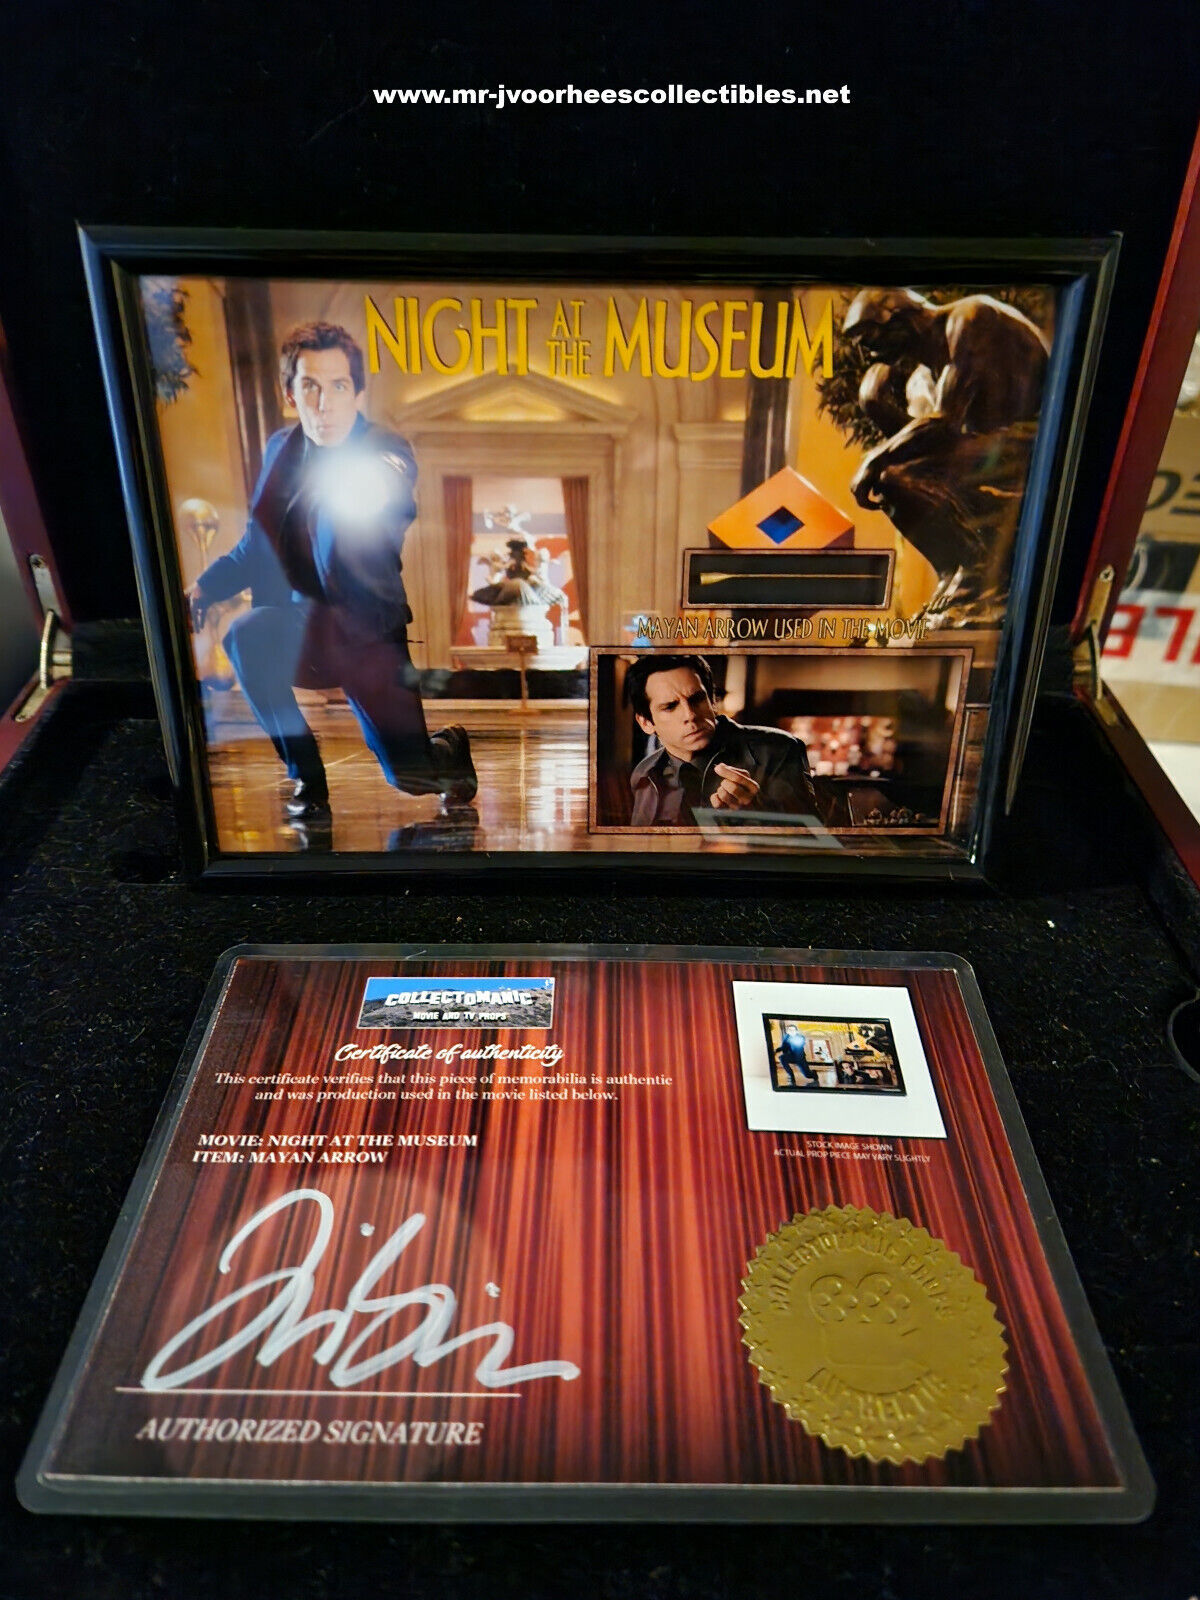 www.mr-jvoorheescollectibles.net
NIGHT AT THE MUSEUM
MAYAN ARROW USED IN THE MOVIE
COLLECTOMANIC
MOVIE AND TV PROPS
Certificate of authenticity
This certificate verifies that this piece of memorabilia is authentic
and was production used in the movie listed below.
MOVIE: NIGHT AT THE MUSEUM
ITEM: MAYAN ARROW
STOCK IMAGE SHOWN
ACTUAL PROP PIECE MAY VARY SLIGHTLY
COLLECTOMANIC PROPS
AUTHENTIC
AUTHORIZED SIGNATURE